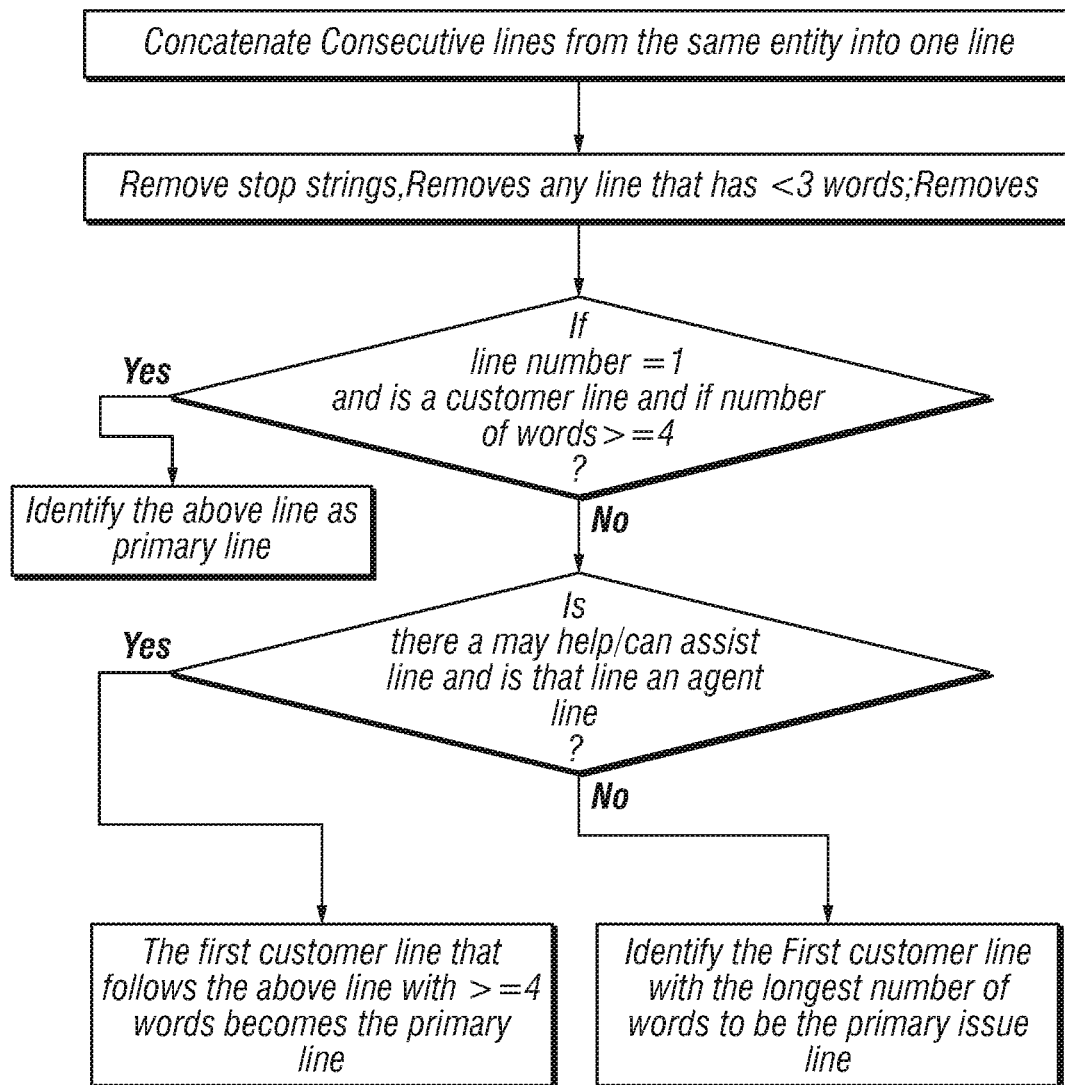 Concatenate Consecutive lines from the same entity into one line
Remove stop strings,Removes any line that has <3 words;Removes
If
line number =1
and is a customer line and if number
of words>=4
?
Yes
Identify the above line as
primary line
No
Is
there a may help/can assist
line and is that line an agent
line
?
Yes
No
The first customer line that
follows the above line with >=4
words becomes the primary
line
Identify the First customer line
with the longest number of
words to be the primary issue
line